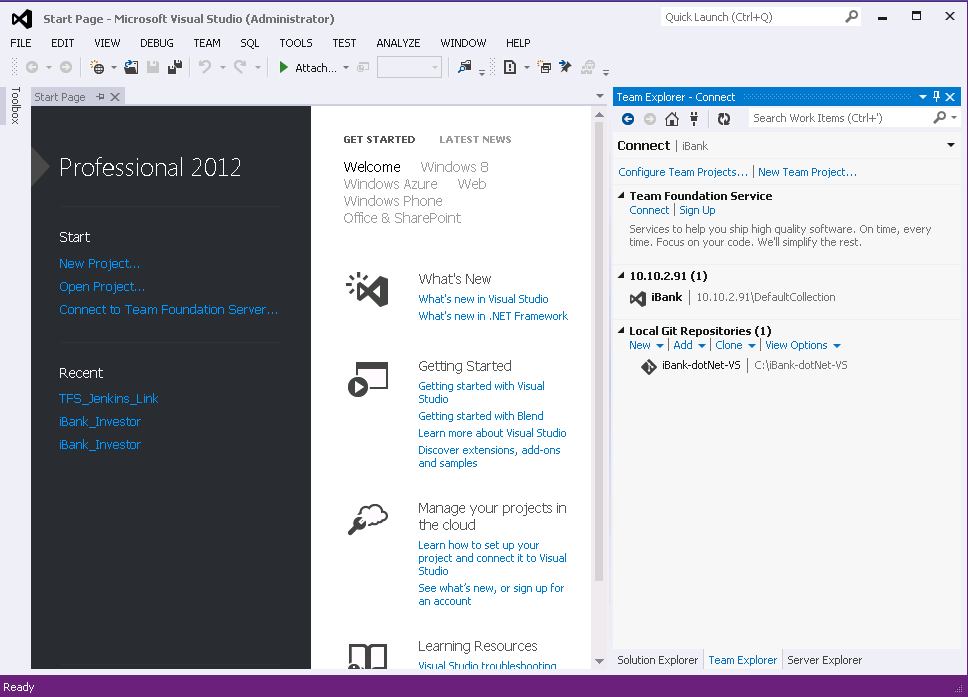 Start Page - Microsoft Visual Studio (Administrator)
Quick Launch (Ctrl+Q)
FILE EDIT VIEW DEBUG TEAM SQL TOOLS TEST ANALYZE WINDOW HELP
Attach...
Toolbox
Start Page
Professional 2012
Start
New Project...
Open Project...
Connect to Team Foundation Server...
Recent
TFS_Jenkins_Link
iBank_Investor
iBank_Investor
GET STARTED LATEST NEWS
Welcome Windows 8
Windows Azure Web
Windows Phone
Office & SharePoint
What's New
What's new in Visual Studio
What's new in .NET Framework
Getting Started
Getting started with Visual
Studio
Getting started with Blend
Learn more about Visual Studio
Discover extensions, add-ons
and samples
Manage your projects in
the cloud
Learn how to set up your
project and connect it to Visual
Studio
See what's new, or sign up for
an account
Learning Resources
Visual Studio troubleshooting
Team Explorer - Connect
Search Work Items (Ctrl+')
Connect | iBank
Configure Team Projects... | New Team Project...
Team Foundation Service
Connect | Sign Up
Services to help you ship high quality software. On time, every
time. Focus on your code. We'll simplify the rest.
10.10.2.91 (1)
iBank | 10.10.2.91\DefaultCollection
Local Git Repositories (1)
New | Add | Clone | View Options
iBank-dotNet-VS | C:\iBank-dotNet-VS
Solution Explorer Team Explorer Server Explorer
Ready